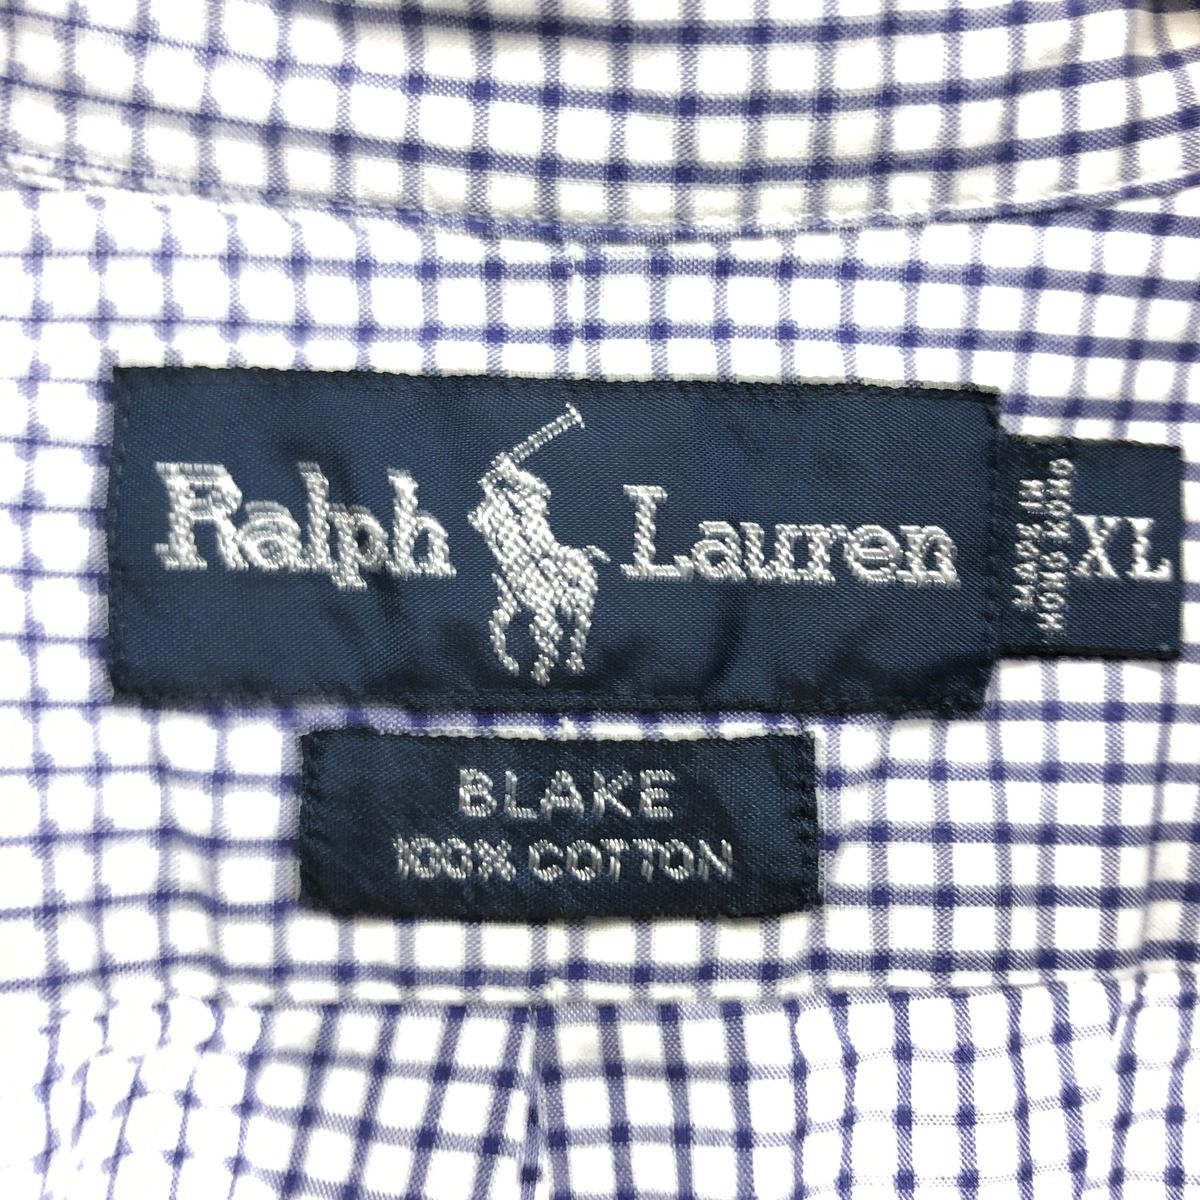 Ralph Lauren
MADE IN
HONG KONG
XL
BLAKE
100% COTTON